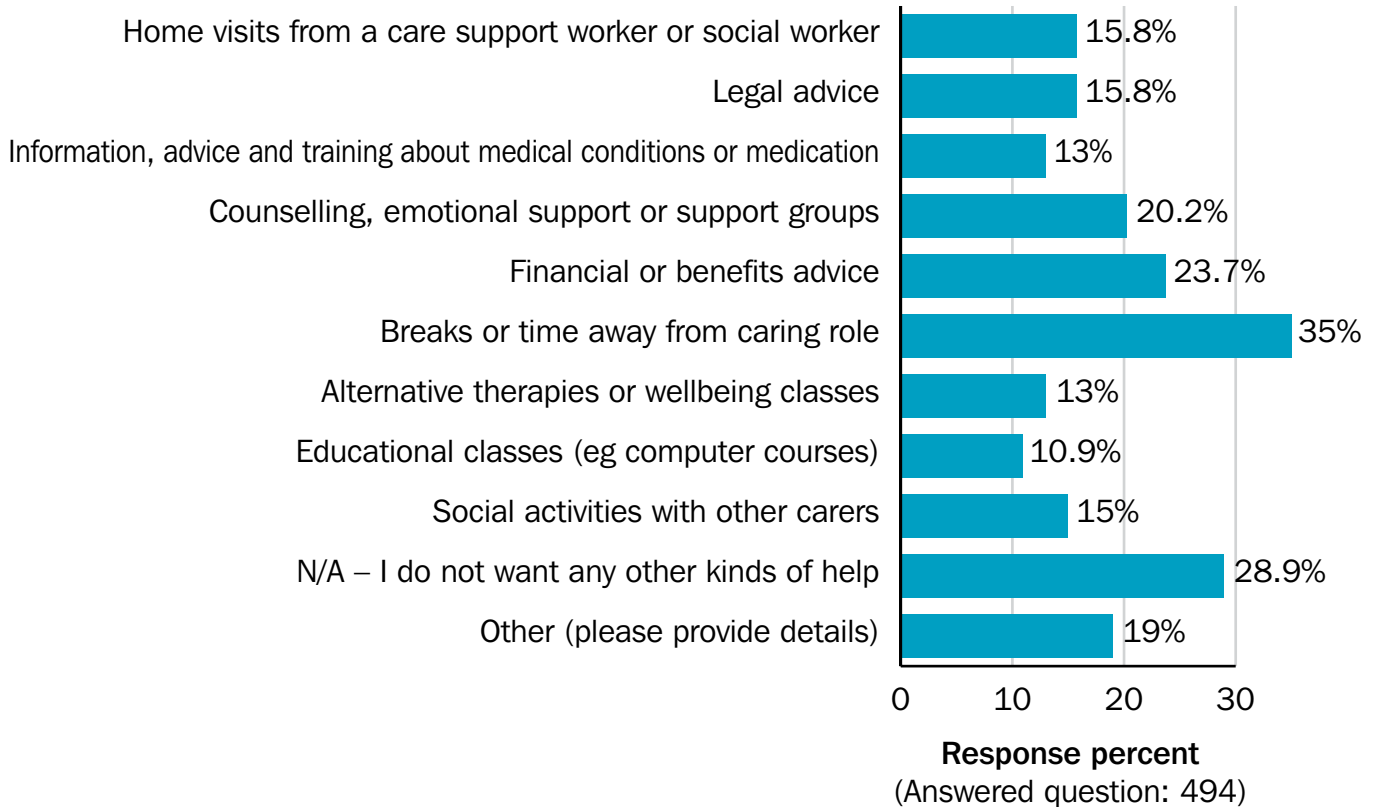 Home visits from a care support worker or social worker 15.8%
Legal advice 15.8%
Information, advice and training about medical conditions or medication 13%
Counselling, emotional support or support groups 20.2%
Financial or benefits advice 23.7%
Breaks or time away from caring role 35%
Alternative therapies or wellbeing classes 13%
Educational classes (eg computer courses) 10.9%
Social activities with other carers 15%
N/A – I do not want any other kinds of help 28.9%
Other (please provide details) 19%
0 10 20 30
Response percent
(Answered question: 494)